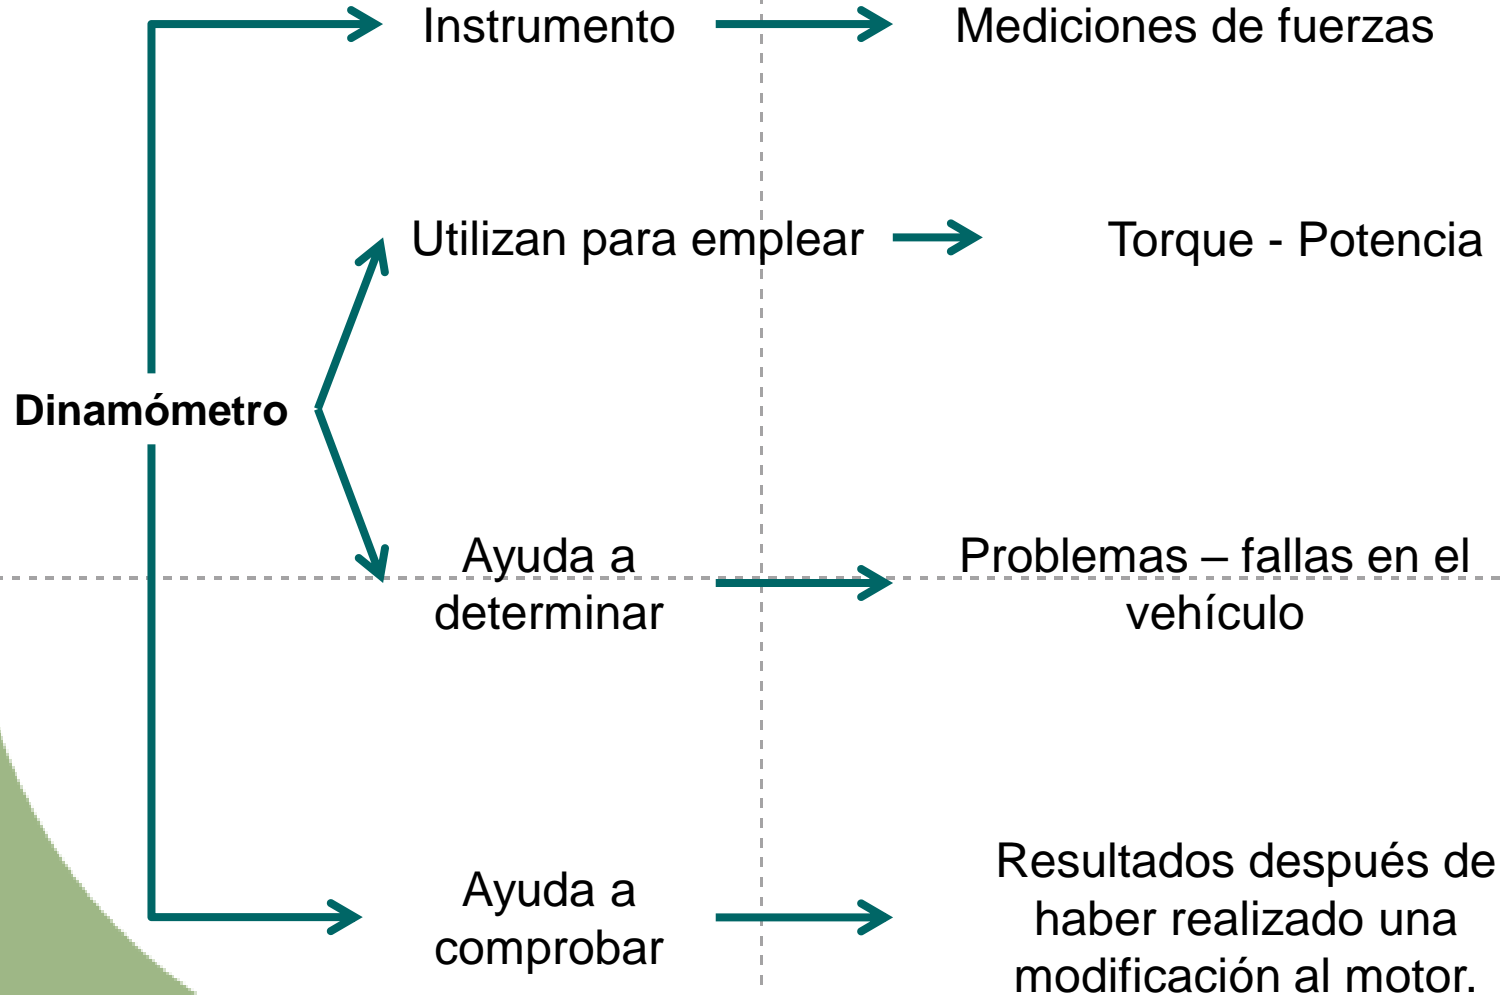 Instrumento
Mediciones de fuerzas
Utilizan para emplear
Torque - Potencia
Dinamómetro
Ayuda a
determinar
Problemas – fallas en el
vehículo
Ayuda a
comprobar
Resultados después de
haber realizado una
modificación al motor.